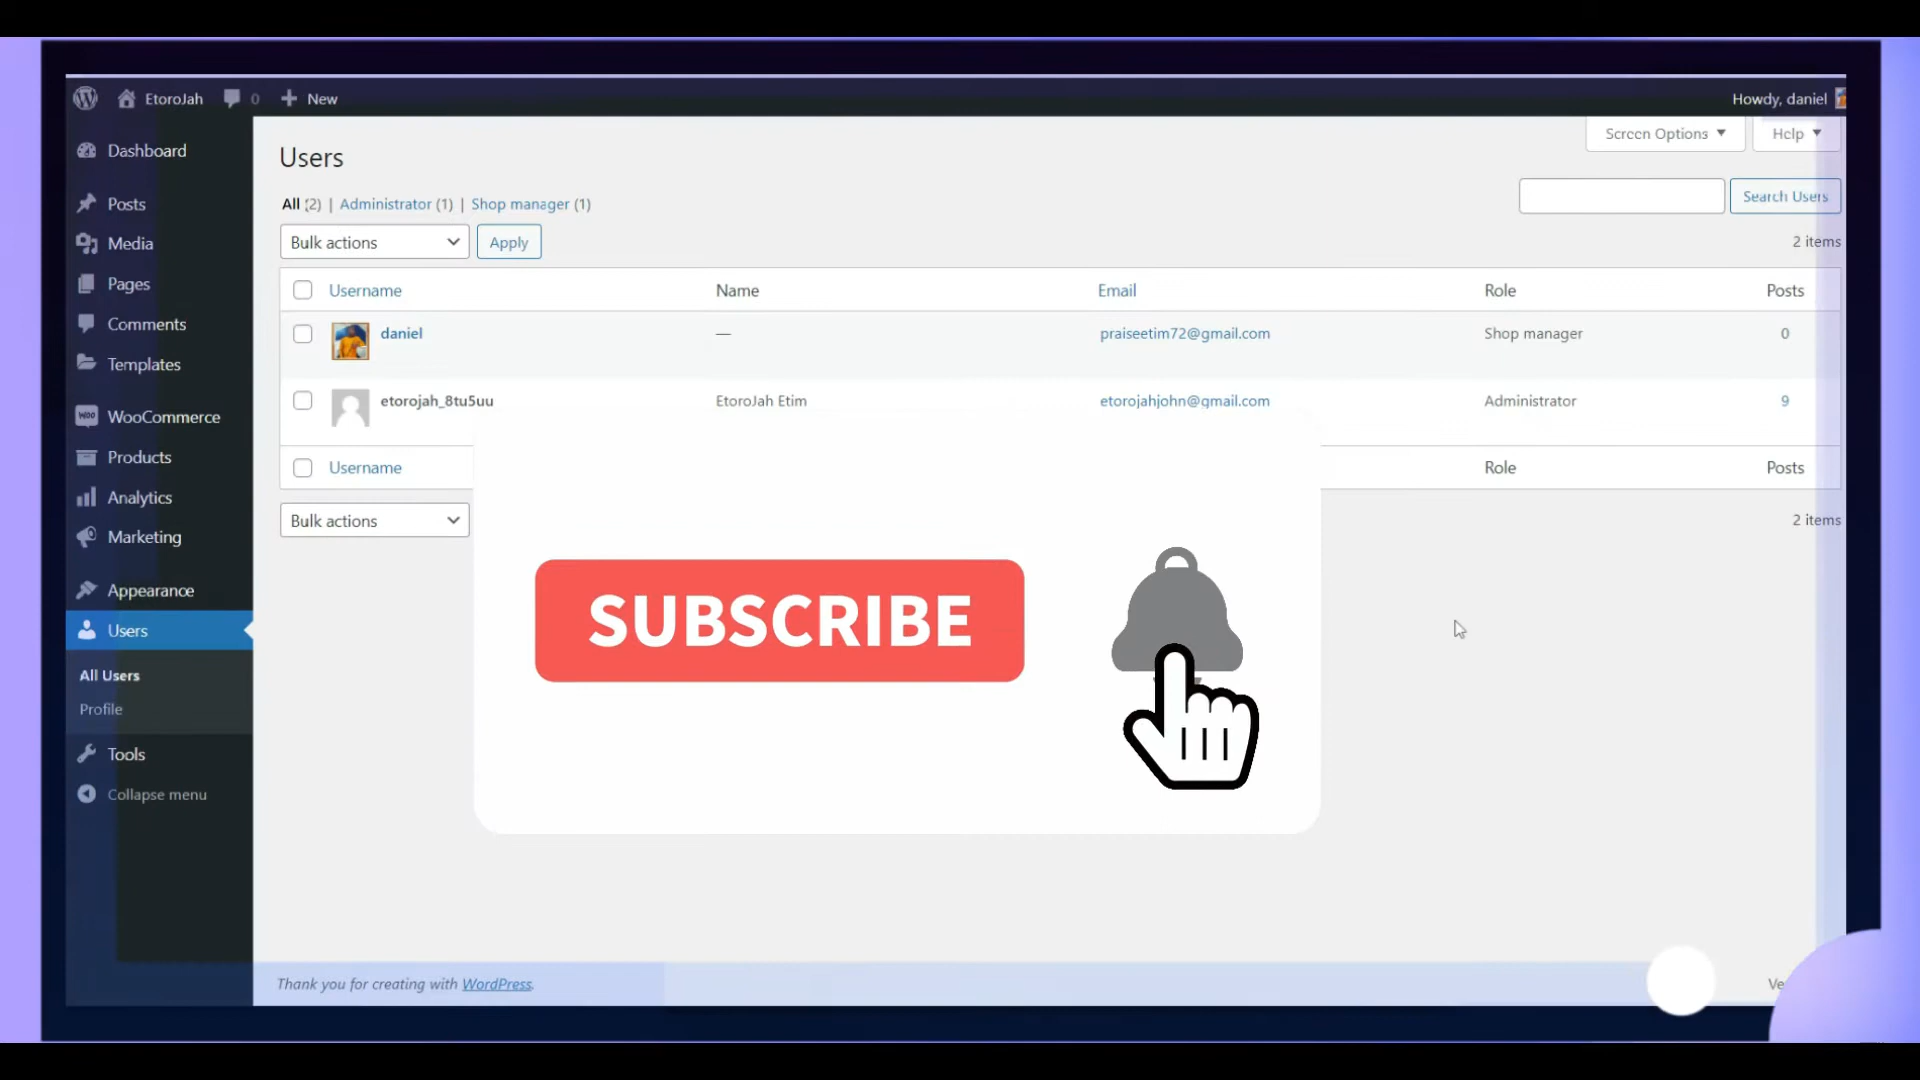 EtoroJah 0 New Howdy, daniel
Screen Options Help
Dashboard
Posts
Media
Pages
Comments
Templates
WooCommerce
Products
Analytics
Marketing
Appearance
Users
All Users
Profile
Tools
Collapse menu
Users
All (2) | Administrator (1) | Shop manager (1)
Search Users
Bulk actions Apply
2 items
Username Name Email Role Posts
daniel — praiseetim72@gmail.com Shop manager 0
etorojah_8tu5uu EtoroJah Etim etorojahjohn@gmail.com Administrator 9
Username Role Posts
Bulk actions
2 items
SUBSCRIBE
Thank you for creating with WordPress.